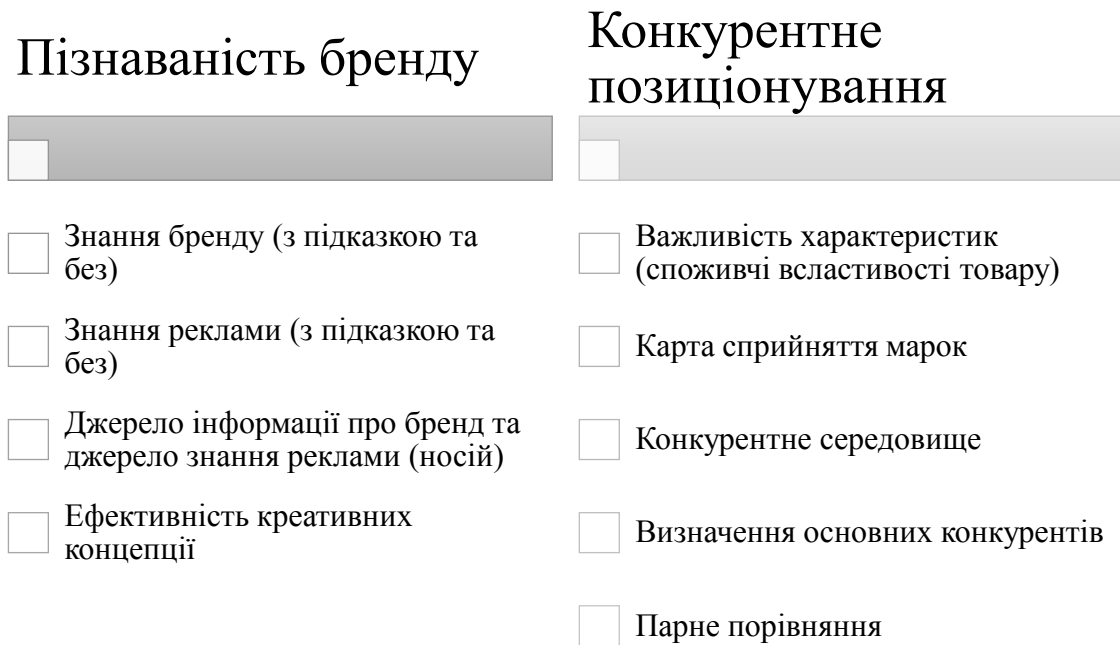 Пізнаваність бренду
Знання бренду (з підказкою та
без)
Знання реклами (з підказкою та
без)
Джерело інформації про бренд та
джерело знання реклами (носій)
Ефективність креативних
концепції
Конкурентне
позиціонування
Важливість характеристик
(споживчі всластивості товару)
Карта сприйняття марок
Конкурентне середовище
Визначення основних конкурентів
Парне порівняння